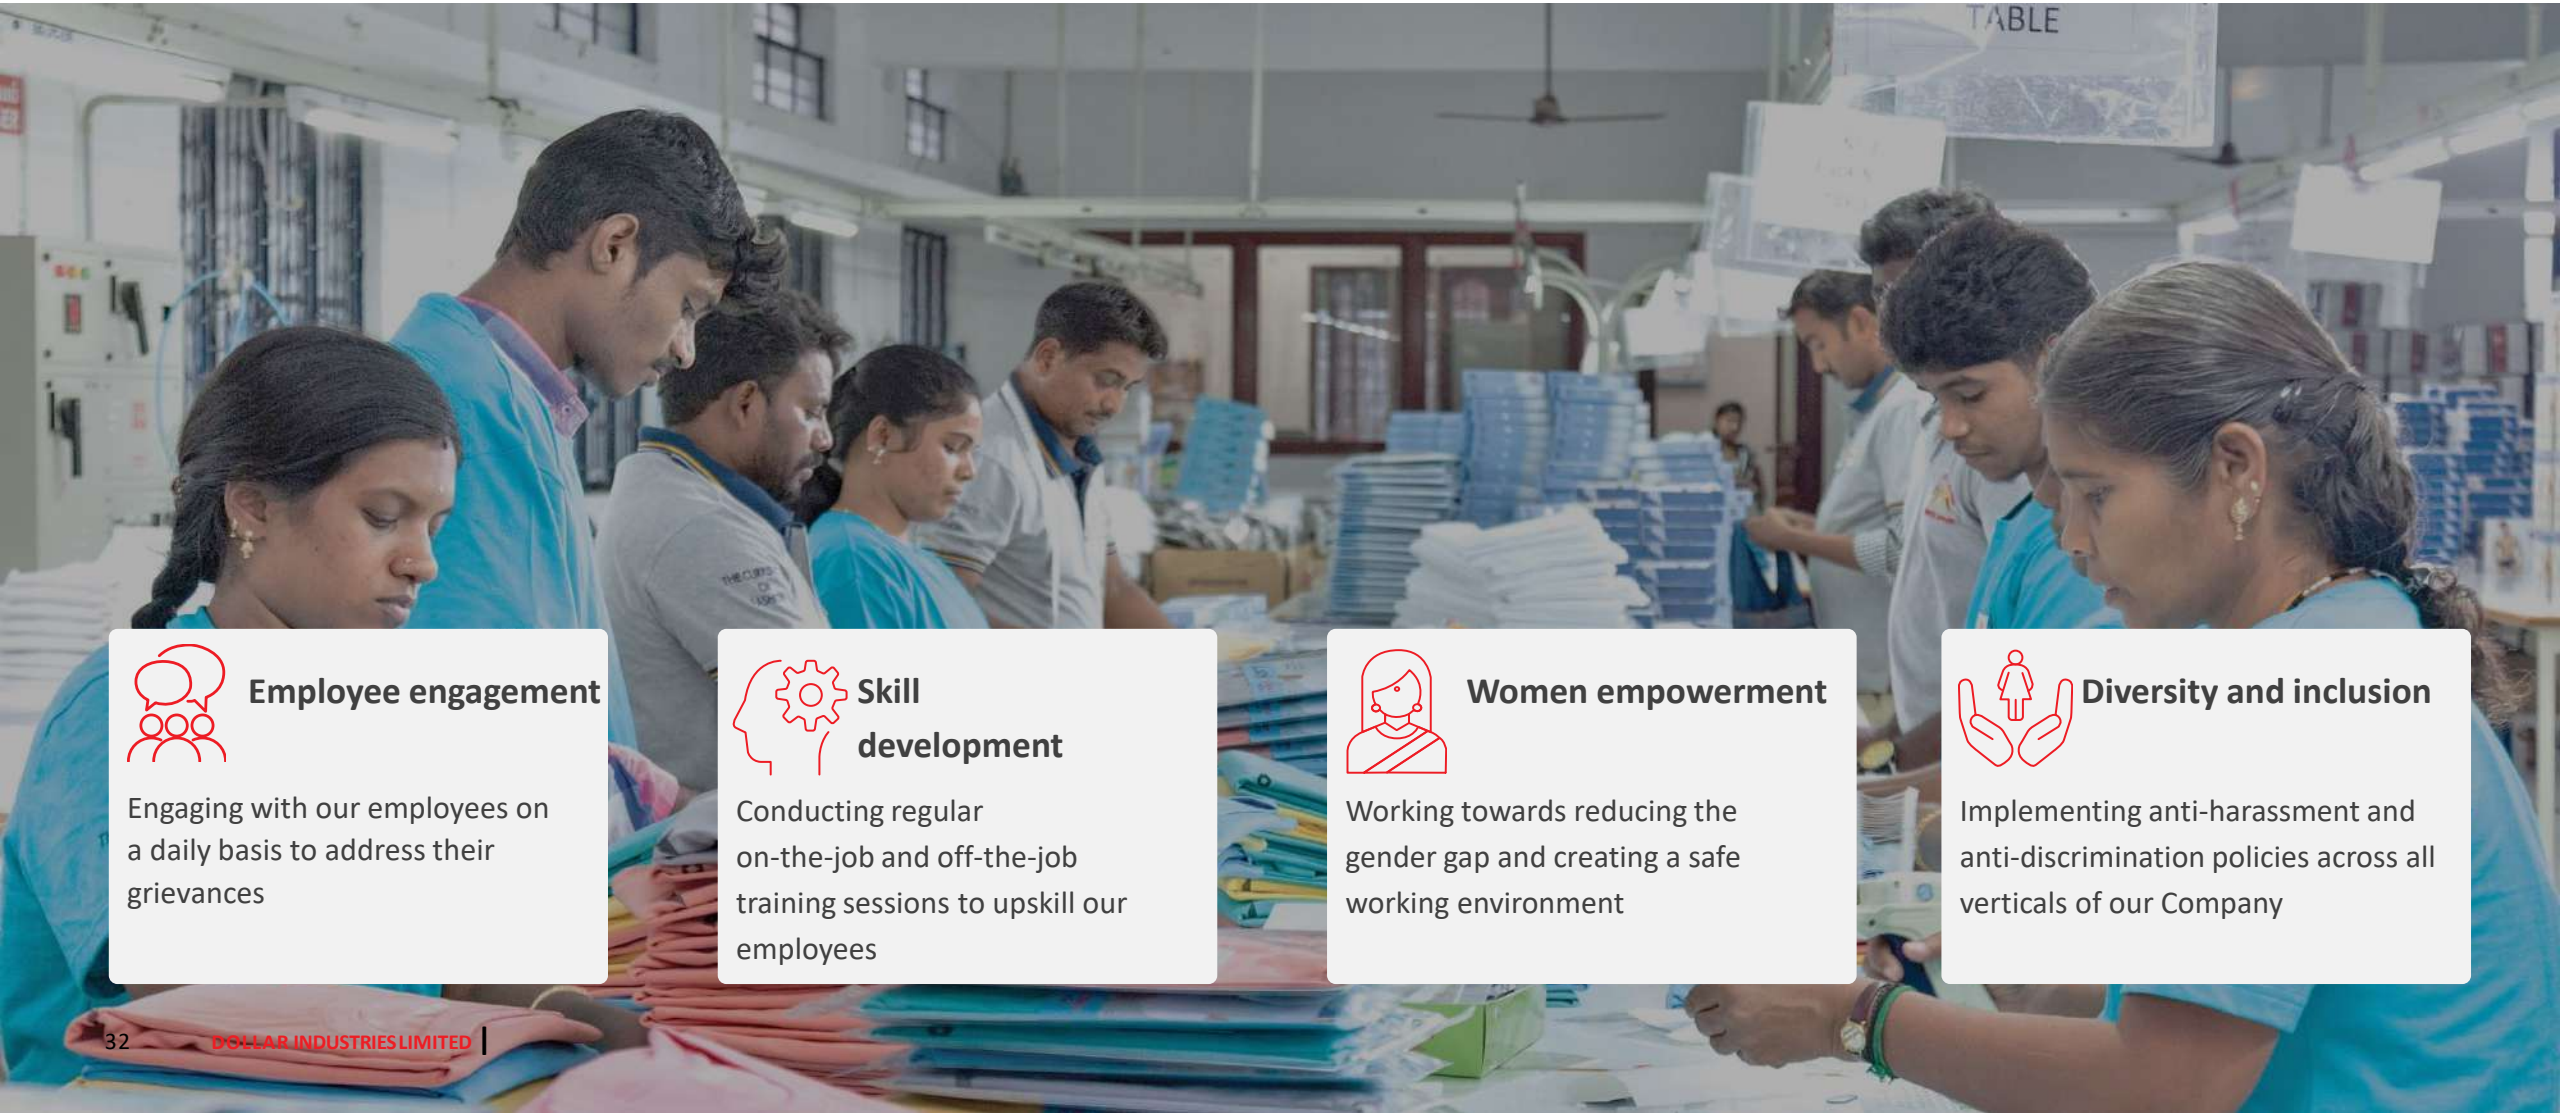 TABLE
THE CURRY
OF
Employee engagement
Engaging with our employees on
a daily basis to address their
grievances
Skill
development
Conducting regular
on-the-job and off-the-job
training sessions to upskill our
employees
Women empowerment
Working towards reducing the
gender gap and creating a safe
working environment
Diversity and inclusion
Implementing anti-harassment and
anti-discrimination policies across all
verticals of our Company
32 DOLLAR INDUSTRIES LIMITED |